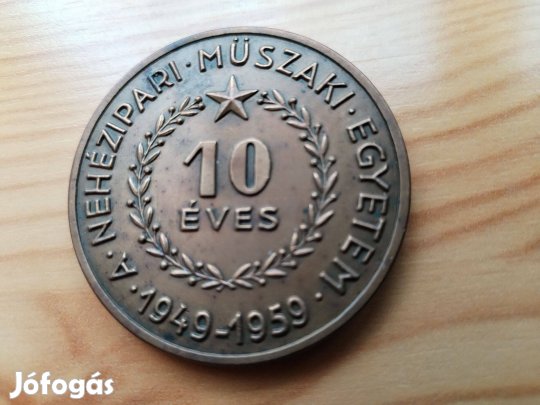 A · NEHÉZIPARI · MŰSZAKI · EGYETEM ·
10
ÉVES
1949-1959
Jófogás